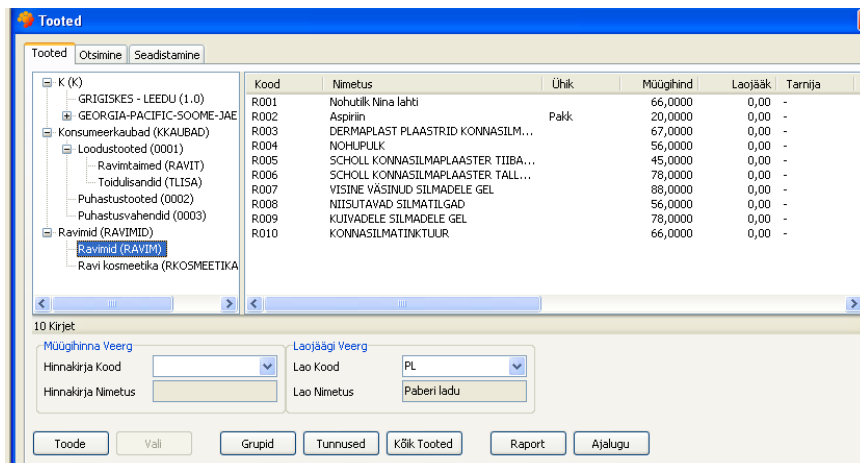 Tooted
Tooted Otsimine Seadistamine
K (K)
GRIGISKES - LEEDU (1.0)
GEORGIA-PACIFIC-SOOME-JAE
Konsumeerkaubad (KKAUBAD)
Loodustooted (0001)
Ravimtaimed (RAVIT)
Toidulisandid (TLISA)
Puhastustooted (0002)
Puhastusvahendid (0003)
Ravimid (RAVIMID)
Ravimid (RAVIM)
Ravi kosmeetika (RKOSMEETIKA
Kood Nimetus Ühik Müügihind Laojääk Tarnija
R001 Nohutilk Nina lahti 66,0000 0,00 -
R002 Aspiriin Pakk 20,0000 0,00 -
R003 DERMAPLAST PLAASTRID KONNASILM... 67,0000 0,00 -
R004 NOHUPULK 56,0000 0,00 -
R005 SCHOLL KONNASILMAPLAASTER TIIBA... 45,0000 0,00 -
R006 SCHOLL KONNASILMAPLAASTER TALL... 78,0000 0,00 -
R007 VISINE VÄSINUD SILMADELE GEL 88,0000 0,00 -
R008 NIISUTAVAD SILMATILGAD 56,0000 0,00 -
R009 KUIVADELE SILMADELE GEL 78,0000 0,00 -
R010 KONNASILMATINKTUUR 66,0000 0,00 -
10 Kirjet
Müügihinna Veerg
Hinnakirja Kood
Hinnakirja Nimetus
Laojäägi Veerg
Lao Kood PL
Lao Nimetus Paberi ladu
Toode Vali Grupid Tunnused Kõik Tooted Raport Ajalugu